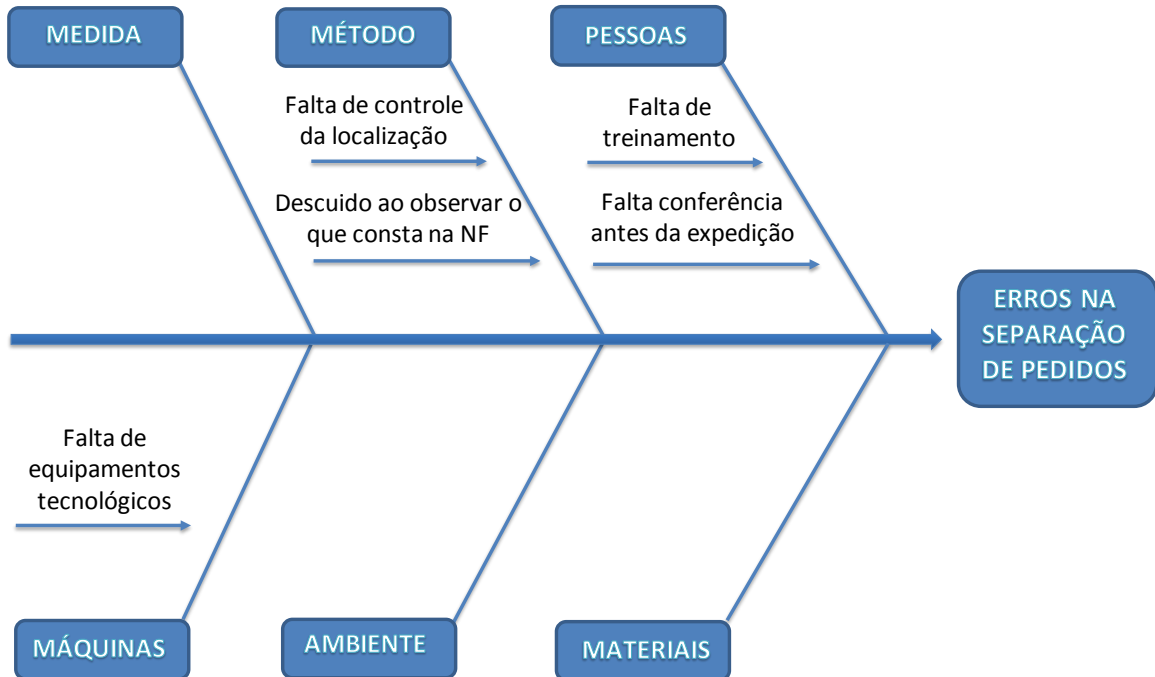 MEDIDA
MÉTODO
PESSOAS
Falta de controle
da localização
Falta de
treinamento
Descuido ao observar o
que consta na NF
Falta conferência
antes da expedição
ERROS NA
SEPARAÇÃO
DE PEDIDOS
Falta de
equipamentos
tecnológicos
MÁQUINAS
AMBIENTE
MATERIAIS